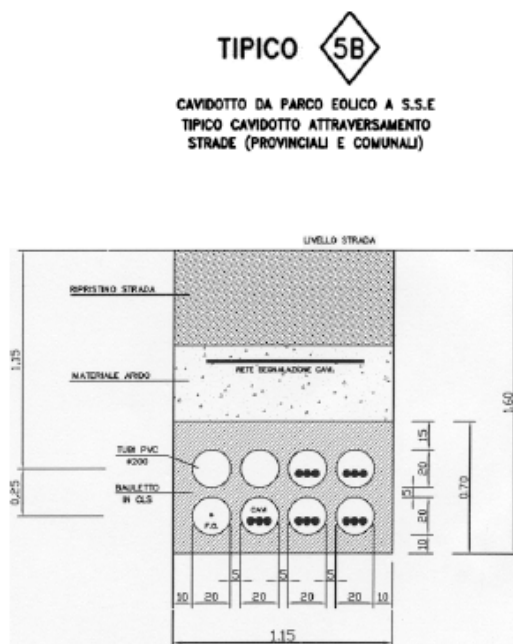 TIPICO 5B
CAVIDOTTO DA PARCO EOLICO A S.S.E
TIPICO CAVIDOTTO ATTRAVERSAMENTO
STRADE (PROVINCIALI E COMUNALI)
LIVELLO STRADA
RIPRISTINO STRADA
RETE SEGNALAZIONE CAVI
MATERIALE ARIDO
1,35
1.60
TUBI PVC
ø200
15
20
5
0.70
0,25
BAULETTO
IN CLS
F.O.
CAVI
20
10
5 5 5
10 20 20 20 20 10
1.15